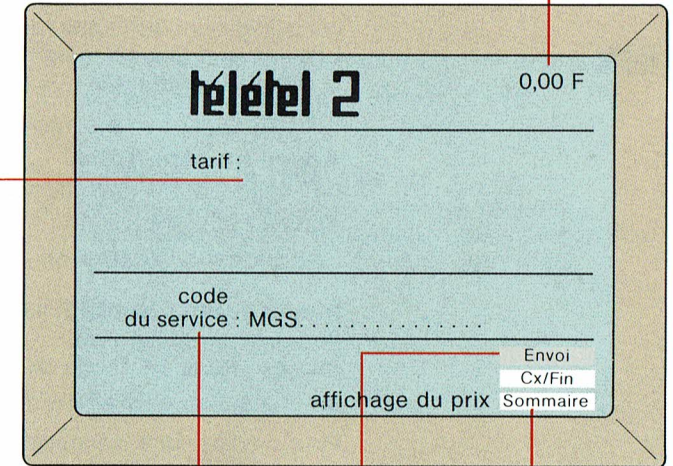 télétel 2
0,00 F
tarif :
code
du service : MGS. . . . . . . . . . . . . . . .
Envoi
Cx/Fin
affichage du prix Sommaire